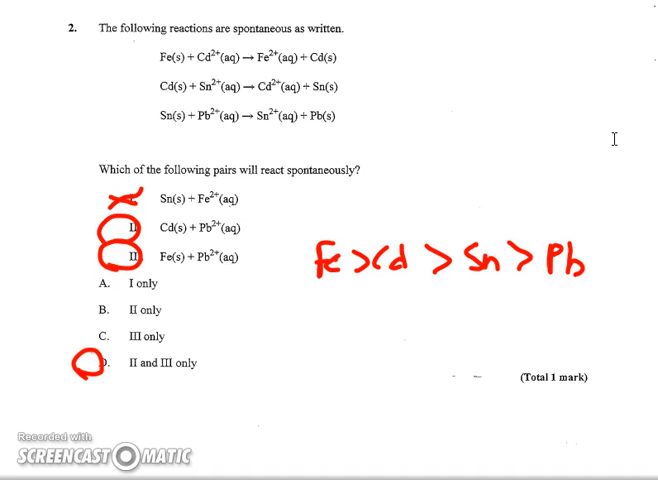 2. The following reactions are spontaneous as written.
Fe(s) + Cd²⁺(aq) → Fe²⁺(aq) + Cd(s)
Cd(s) + Sn²⁺(aq) → Cd²⁺(aq) + Sn(s)
Sn(s) + Pb²⁺(aq) → Sn²⁺(aq) + Pb(s)
Which of the following pairs will react spontaneously?
Sn(s) + Fe²⁺(aq)
II Cd(s) + Pb²⁺(aq)
Fe(s) + Pb²⁺(aq)
Fe > Cd > Sn > Pb
A. I only
B. II only
C. III only
D. II and III only
(Total 1 mark)
Recorded with
SCREENCAST O MATIC